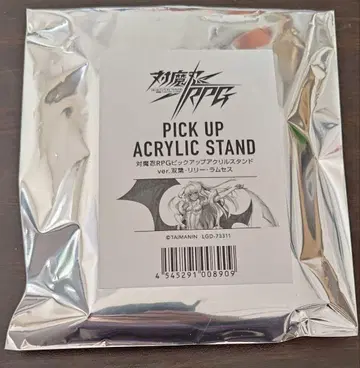 対魔忍RPG
PICK UP
ACRYLIC STAND
対魔忍RPGピックアップアクリルスタンド
ver.双葉・リリー・ラムセス
©TAIMANIN LGD-73311
4 545291 008909